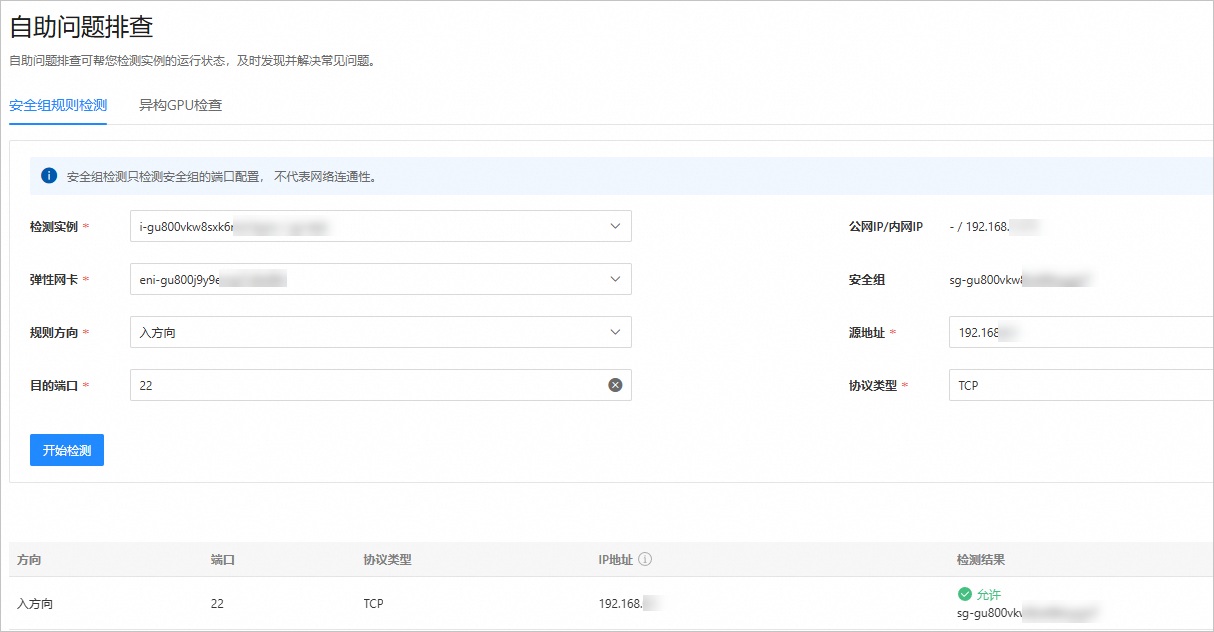 自助问题排查
自助问题排查可帮您检测实例的运行状态，及时发现并解决常见问题。
安全组规则检测 异构GPU检查
安全组检测只检测安全组的端口配置， 不代表网络连通性。
检测实例 * i-gu800vkw8sxk6r 公网IP/内网IP - / 192.168.
弹性网卡 * eni-gu800j9y9e 安全组 sg-gu800vkw8
规则方向 * 入方向 源地址 * 192.168
目的端口 * 22 协议类型 * TCP
开始检测
方向 端口 协议类型 IP地址 检测结果
入方向 22 TCP 192.168. 允许
sg-gu800vkv